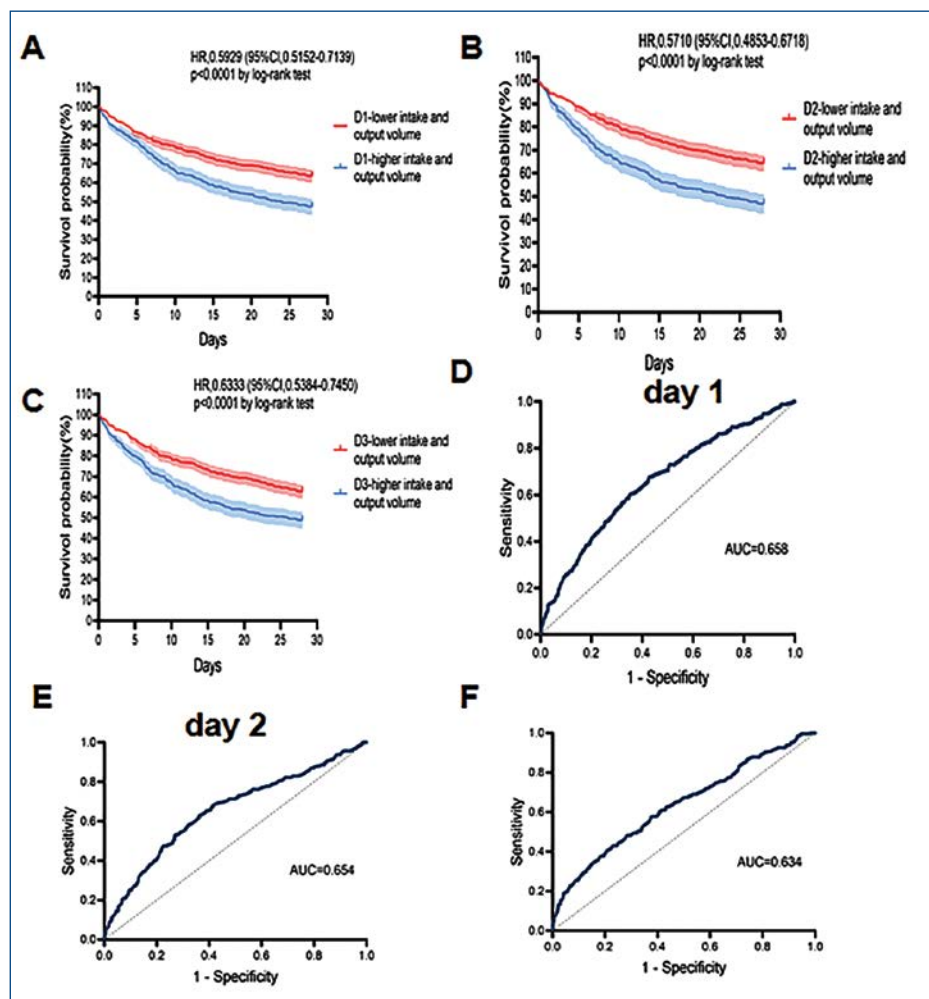 A
HR,0.5929 (95%CI,0.5152-0.7139)
p<0.0001 by log-rank test
Survivol probability(%)
110
100
90
80
70
60
50
40
30
20
10
0
0 5 10 15 20 25 30
Days
D1-lower intake and
output volume
D1-higher intake and
output volume
B
HR,0.5710 (95%CI,0.4853-0.6718)
p<0.0001 by log-rank test
Survivol probability(%)
110
100
90
80
70
60
50
40
30
20
10
0
0 5 10 15 20 25 30
Days
D2-lower intake and
output volume
D2-higher intake and
output volume
C
HR,0.6333 (95%CI,0.5384-0.7450)
p<0.0001 by log-rank test
Survivol probability(%)
110
100
90
80
70
60
50
40
30
20
10
0
0 5 10 15 20 25 30
Days
D3-lower intake and
output volume
D3-higher intake and
output volume
D
day 1
Sensitivity
1.0
0.8
0.6
0.4
0.2
0.0
0.0 0.2 0.4 0.6 0.8 1.0
1 - Specificity
AUC=0.658
E
day 2
Sensitivity
1.0
0.8
0.6
0.4
0.2
0.0
0.0 0.2 0.4 0.6 0.8 1.0
1 - Specificity
AUC=0.654
F
Sensitivity
1.0
0.8
0.6
0.4
0.2
0.0
0.0 0.2 0.4 0.6 0.8 1.0
1 - Specificity
AUC=0.634